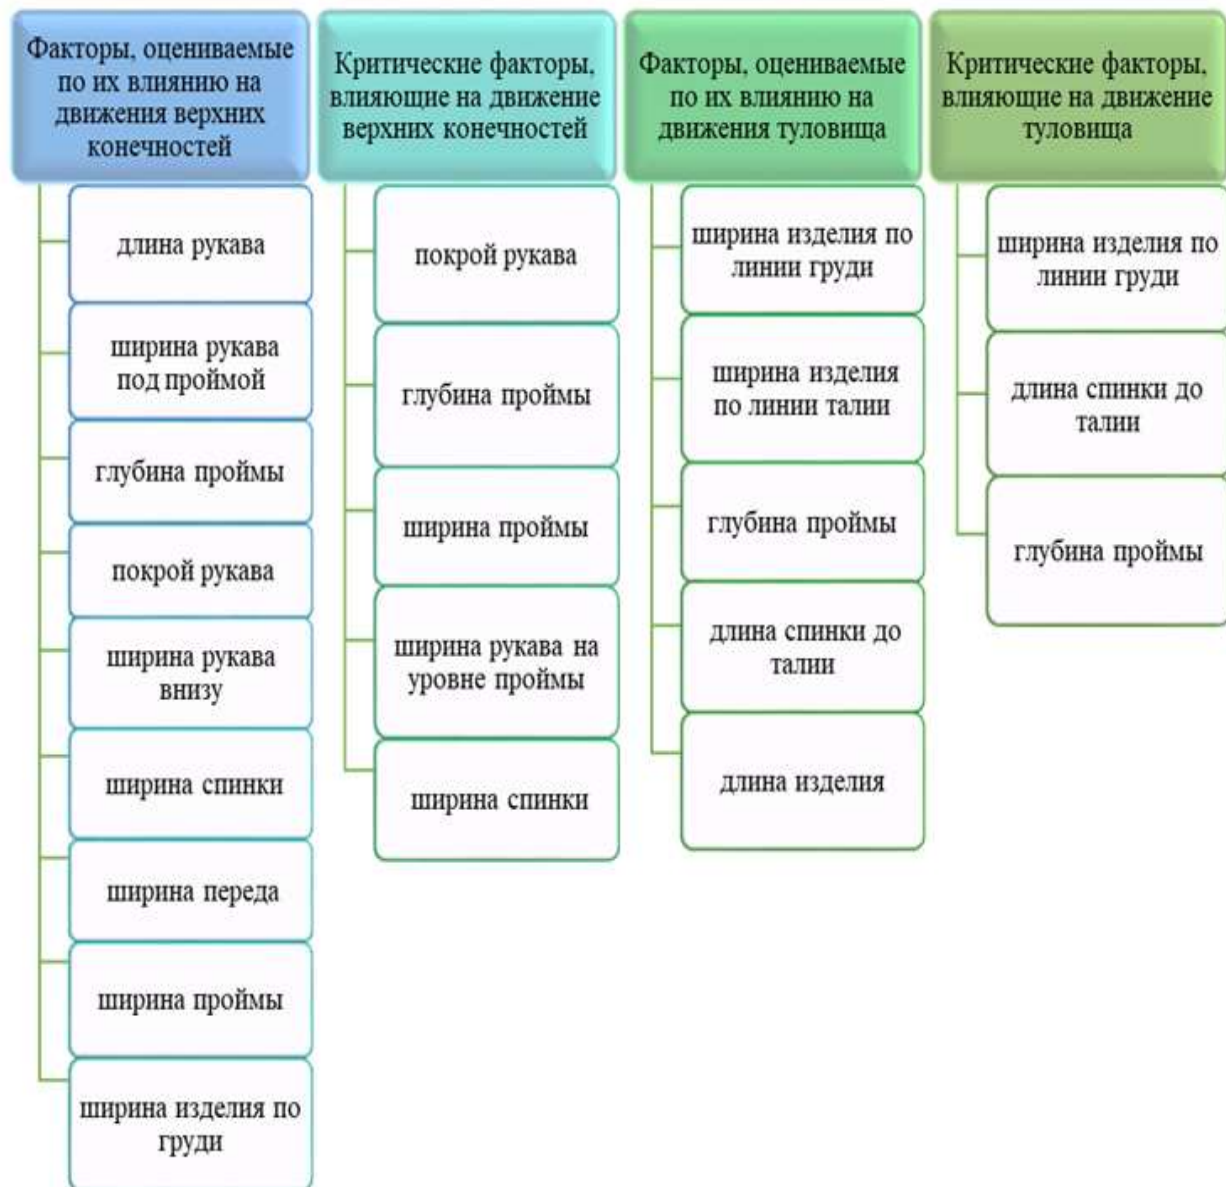 Факторы, оцениваемые
по их влиянию на
движения верхних
конечностей
длина рукава
ширина рукава
под проймой
глубина проймы
покрой рукава
ширина рукава
внизу
ширина спинки
ширина переда
ширина проймы
ширина изделия по
груди
Критические факторы,
влияющие на движение
верхних конечностей
покрой рукава
глубина проймы
ширина проймы
ширина рукава на
уровне проймы
ширина спинки
Факторы, оцениваемые
по их влиянию на
движения туловища
ширина изделия по
линии груди
ширина изделия
по линии талии
глубина проймы
длина спинки до
талии
длина изделия
Критические факторы,
влияющие на движение
туловища
ширина изделия по
линии груди
длина спинки до
талии
глубина проймы